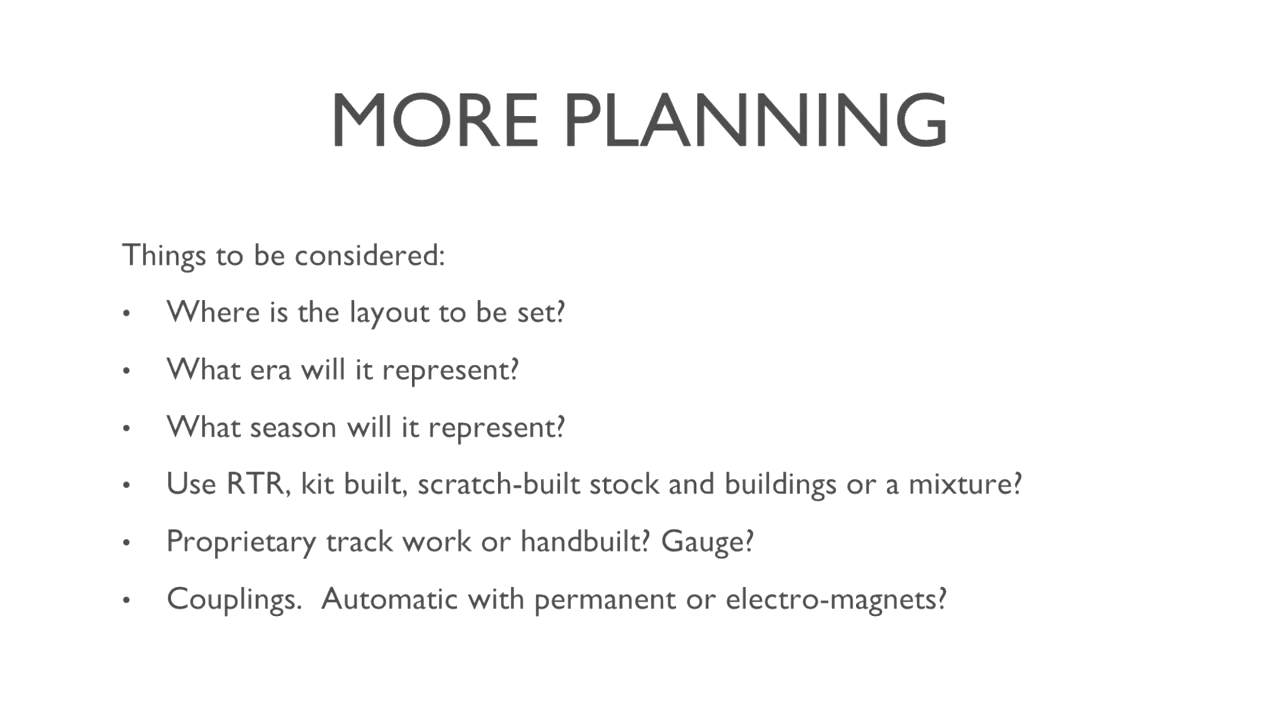 MORE PLANNING
Things to be considered:
• Where is the layout to be set?
• What era will it represent?
• What season will it represent?
• Use RTR, kit built, scratch-built stock and buildings or a mixture?
• Proprietary track work or handbuilt? Gauge?
• Couplings.  Automatic with permanent or electro-magnets?